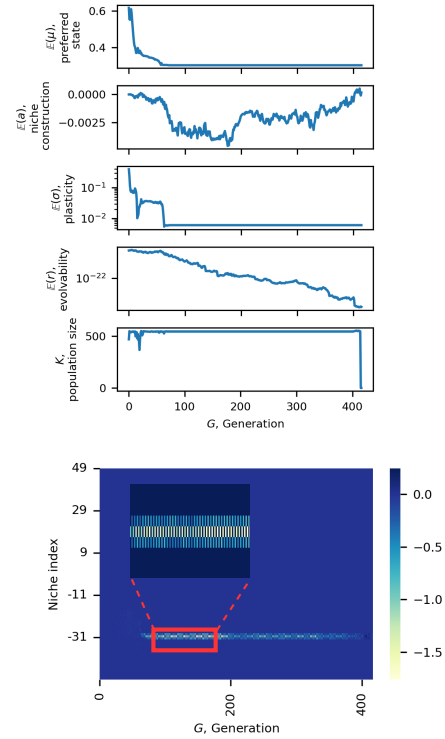 0.6
0.4
𝔼(μ),
preferred
state
0.0000
−0.0025
𝔼(a),
niche
construction
10⁻¹
10⁻²
𝔼(σ),
plasticity
10⁻²²
𝔼(r),
evolvability
500
0
K,
population size
0 100 200 300 400
G, Generation
49
29
9
-11
-31
Niche index
0 200 400
G, Generation
0.0
−0.5
−1.0
−1.5